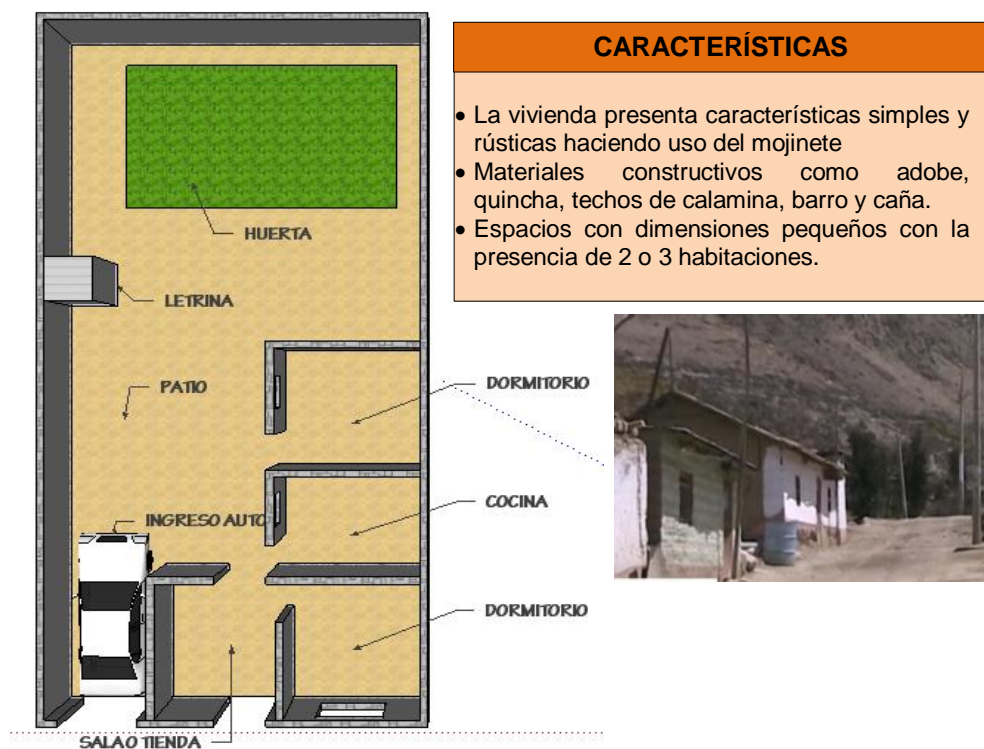 CARACTERÍSTICAS
• La vivienda presenta características simples y
rústicas haciendo uso del mojinete
• Materiales constructivos como adobe,
quincha, techos de calamina, barro y caña.
• Espacios con dimensiones pequeños con la
presencia de 2 o 3 habitaciones.
HUERTA
LETRINA
PATIO
DORMITORIO
COCINA
INGRESO AUTO
DORMITORIO
SALA O TIENDA